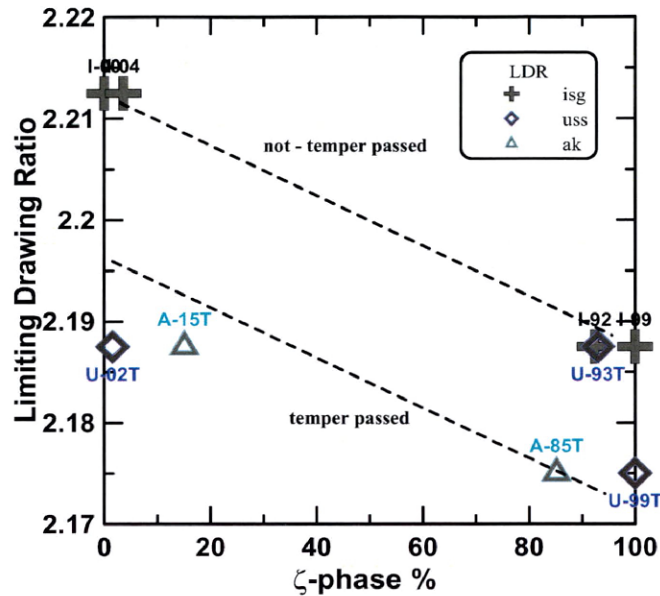 2.22
I-00 I-04
2.21
2.2
2.19
2.18
2.17
Limiting Drawing Ratio
LDR
isg
uss
ak
not - temper passed
A-15T
U-02T
I-92 I-99
U-93T
temper passed
A-85T
U-99T
0 20 40 60 80 100
ζ-phase %